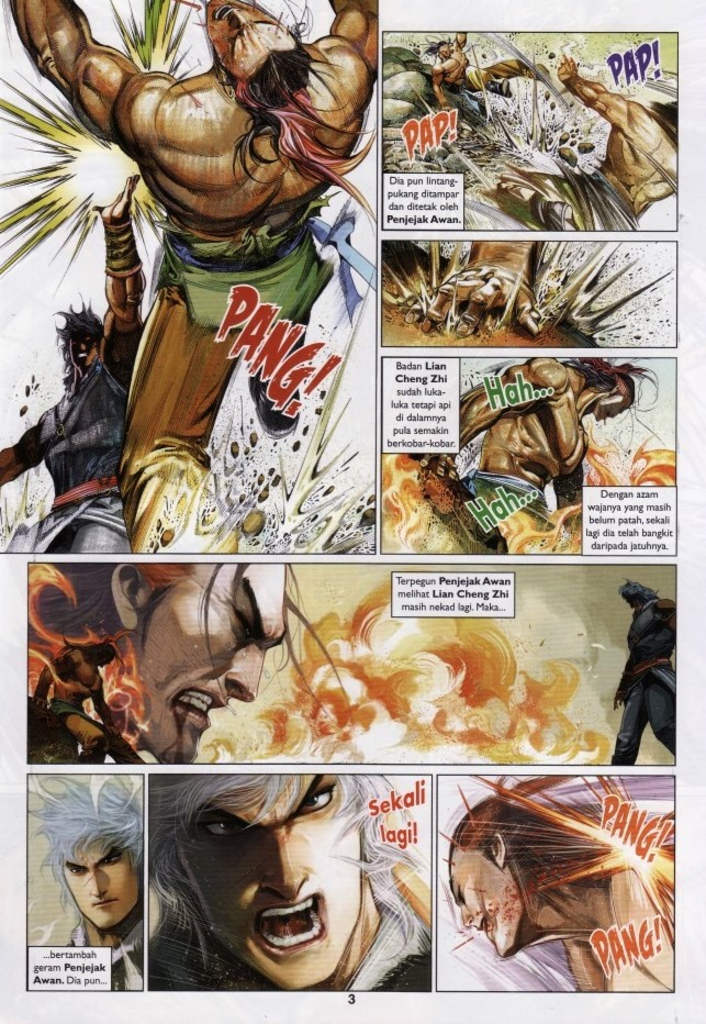 PANG!
PAP!
PAP!
Dia pun lintang-
pukang ditampar
dan ditetak oleh
Penjejak Awan.
Badan Lian
Cheng Zhi
sudah luka-
luka tetapi api
di dalamnya
pula semakin
berkobar-kobar.
Hah...
Hah...
Dengan azam
wajanya yang masih
belum patah, sekali
lagi dia telah bangkit
daripada jatuhnya.
Terpegun Penjejak Awan
melihat Lian Cheng Zhi
masih nekad lagi. Maka...
...bertambah
geram Penjejak
Awan. Dia pun...
Sekali
lagi!
PANG!
PANG!
3